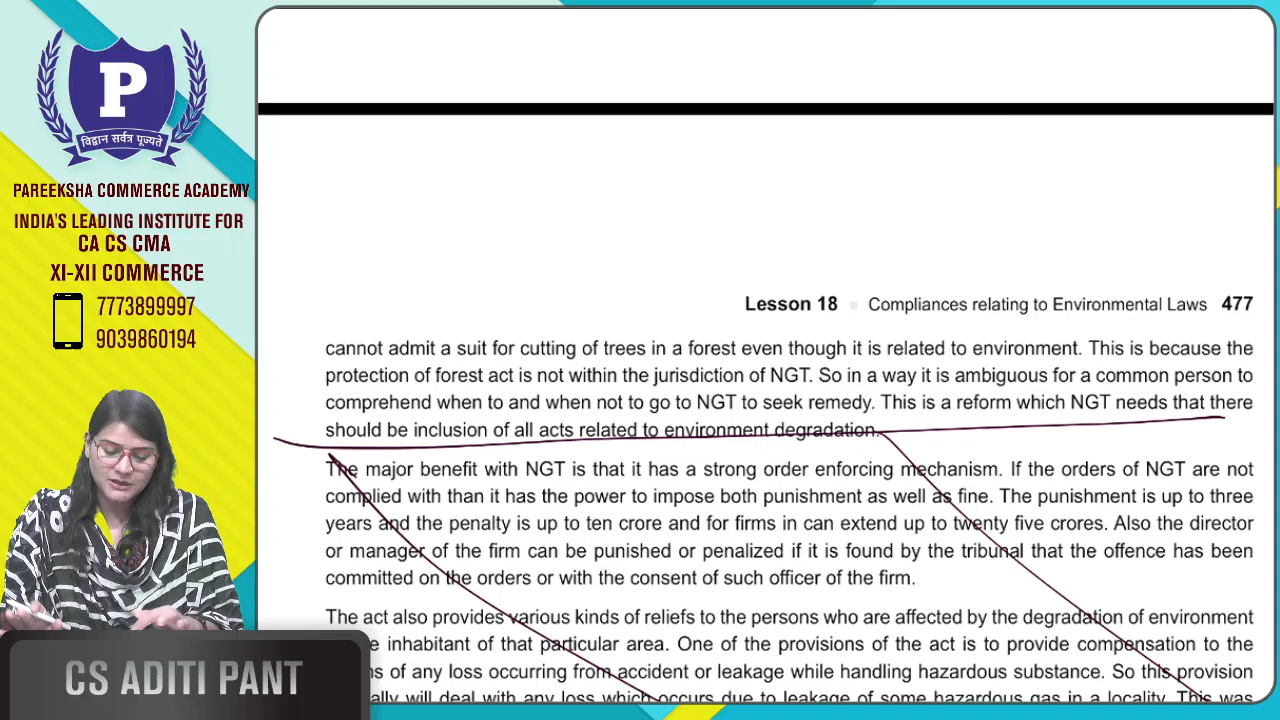 P
विद्वान सर्वत्र पूज्यते
PAREEKSHA COMMERCE ACADEMY
INDIA'S LEADING INSTITUTE FOR
CA CS CMA
XI-XII COMMERCE
7773899997
9039860194
CS ADITI PANT
Lesson 18 Compliances relating to Environmental Laws 477
cannot admit a suit for cutting of trees in a forest even though it is related to environment. This is because the
protection of forest act is not within the jurisdiction of NGT. So in a way it is ambiguous for a common person to
comprehend when to and when not to go to NGT to seek remedy. This is a reform which NGT needs that there
should be inclusion of all acts related to environment degradation.
The major benefit with NGT is that it has a strong order enforcing mechanism. If the orders of NGT are not
complied with than it has the power to impose both punishment as well as fine. The punishment is up to three
years and the penalty is up to ten crore and for firms in can extend up to twenty five crores. Also the director
or manager of the firm can be punished or penalized if it is found by the tribunal that the offence has been
committed on the orders or with the consent of such officer of the firm.
The act also provides various kinds of reliefs to the persons who are affected by the degradation of environment
inhabitant of that particular area. One of the provisions of the act is to provide compensation to the
of any loss occurring from accident or leakage while handling hazardous substance. So this provision
will deal with any loss which occurs due to leakage of some hazardous gas in a locality. This was